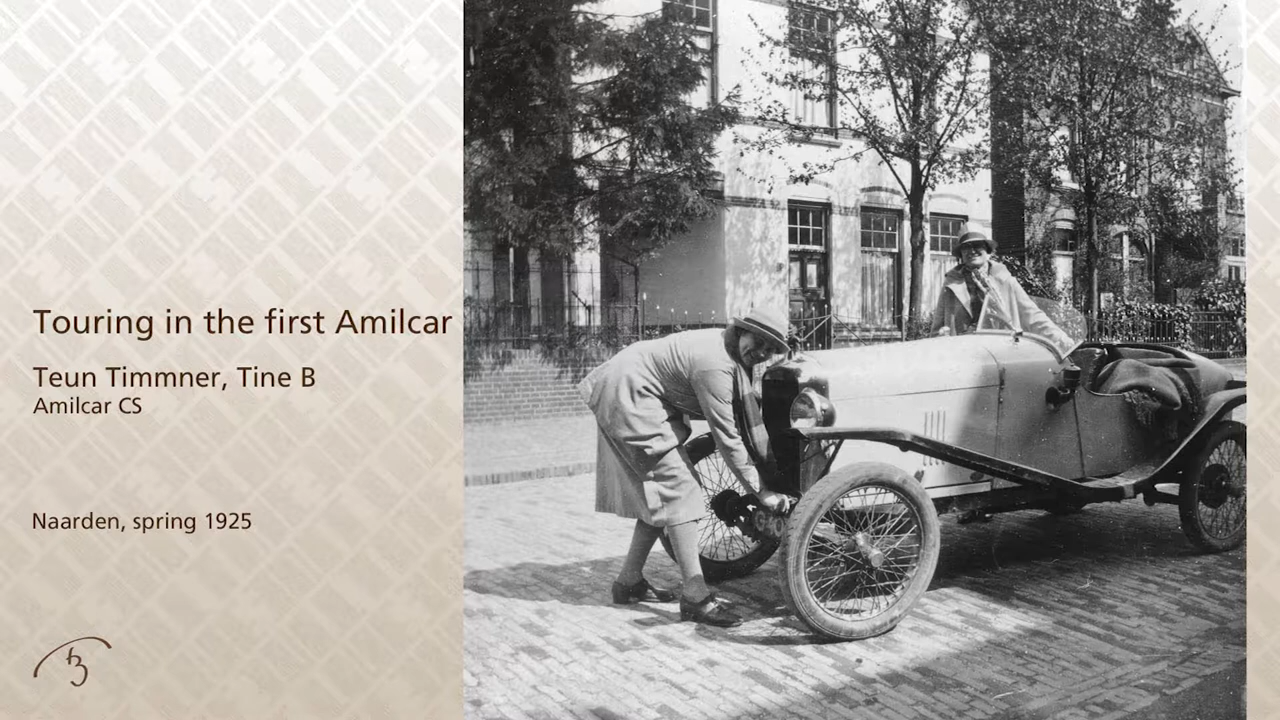 Touring in the first Amilcar
Teun Timmner, Tine B
Amilcar CS
Naarden, spring 1925